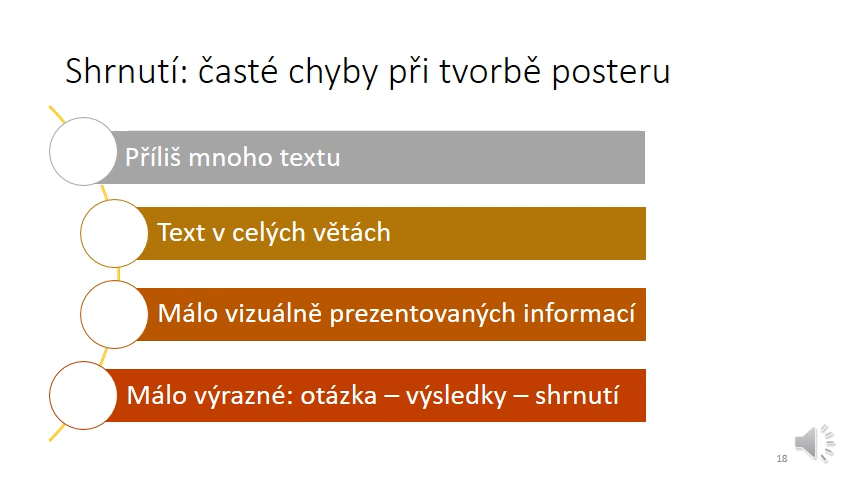 Shrnutí: časté chyby při tvorbě posteru
Příliš mnoho textu
Text v celých větách
Málo vizuálně prezentovaných informací
Málo výrazné: otázka – výsledky – shrnutí
18